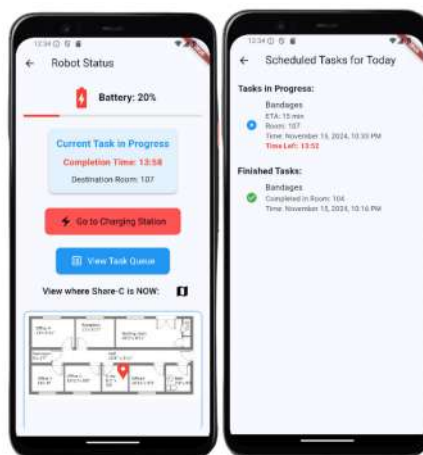 12:34
Robot Status
Battery: 20%
Current Task in Progress
Completion Time: 13:58
Destination Room: 107
Go to Charging Station
View Task Queue
View where Share-C is NOW:
12:34
Scheduled Tasks for Today
Tasks in Progress:
Bandages
ETA: 15 min
Room: 107
Time: November 15, 2024, 10:33 PM
Time Left: 13:52
Finished Tasks:
Bandages
Completed in Room: 104
Time: November 15, 2024, 10:16 PM